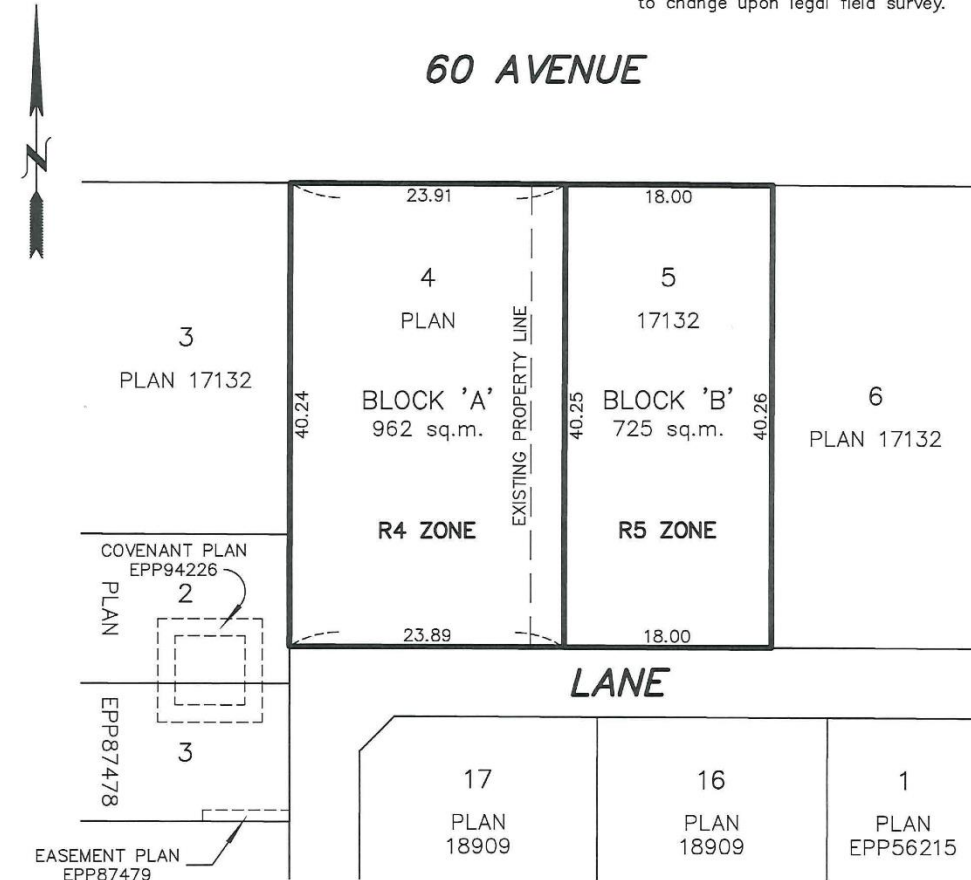 to change upon legal field survey.
60 AVENUE
N
23.91
18.00
4
PLAN
5
17132
3
PLAN 17132
EXISTING PROPERTY LINE
40.24
BLOCK 'A'
962 sq.m.
40.25
BLOCK 'B'
725 sq.m.
40.26
6
PLAN 17132
R4 ZONE
R5 ZONE
COVENANT PLAN
EPP94226
2
PLAN
23.89
18.00
LANE
EPP87478
3
17
PLAN
18909
16
PLAN
18909
1
PLAN
EPP56215
EASEMENT PLAN
EPP87479